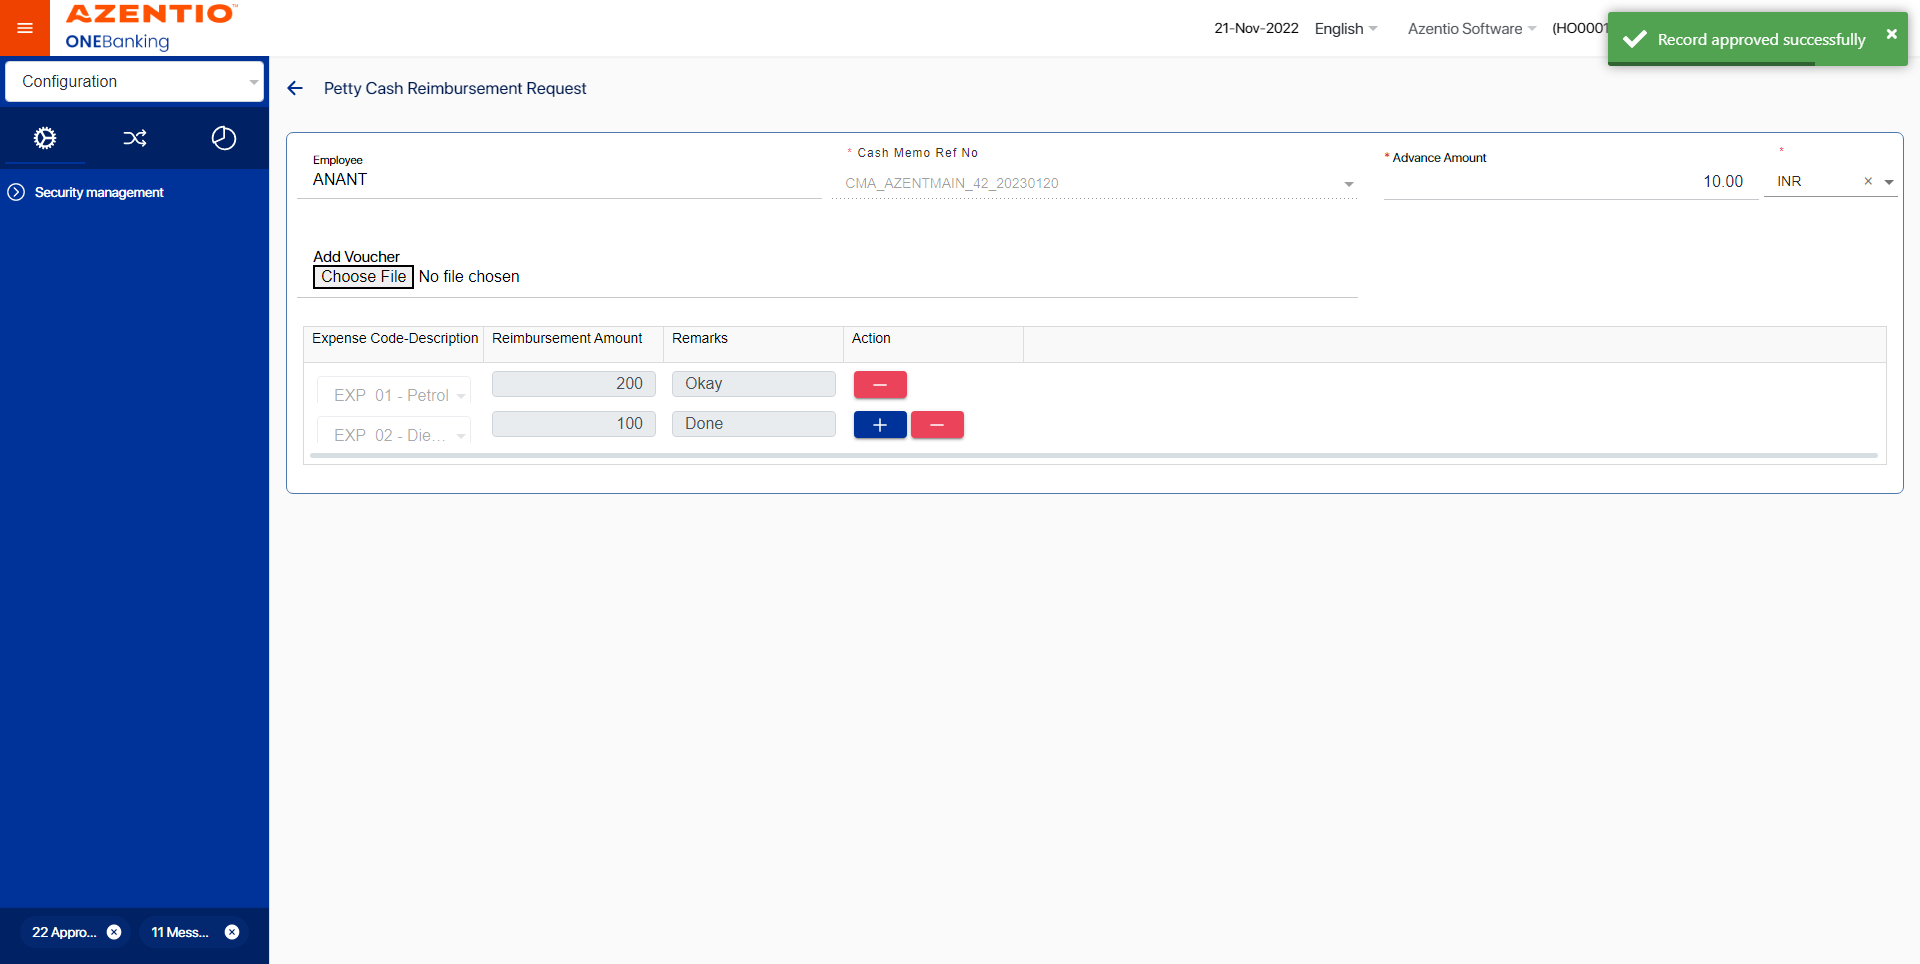 AZENTIO™
ONEBanking
21-Nov-2022 English Azentio Software (HO0001
Record approved successfully
Configuration
Petty Cash Reimbursement Request
Security management
Employee
ANANT
* Cash Memo Ref No
CMA_AZENTMAIN_42_20230120
* Advance Amount
10.00
*
INR
Add Voucher
Choose File No file chosen
Expense Code-Description Reimbursement Amount Remarks Action
EXP 01 - Petrol 200 Okay
EXP 02 - Die... 100 Done
22 Appro... 11 Mess...